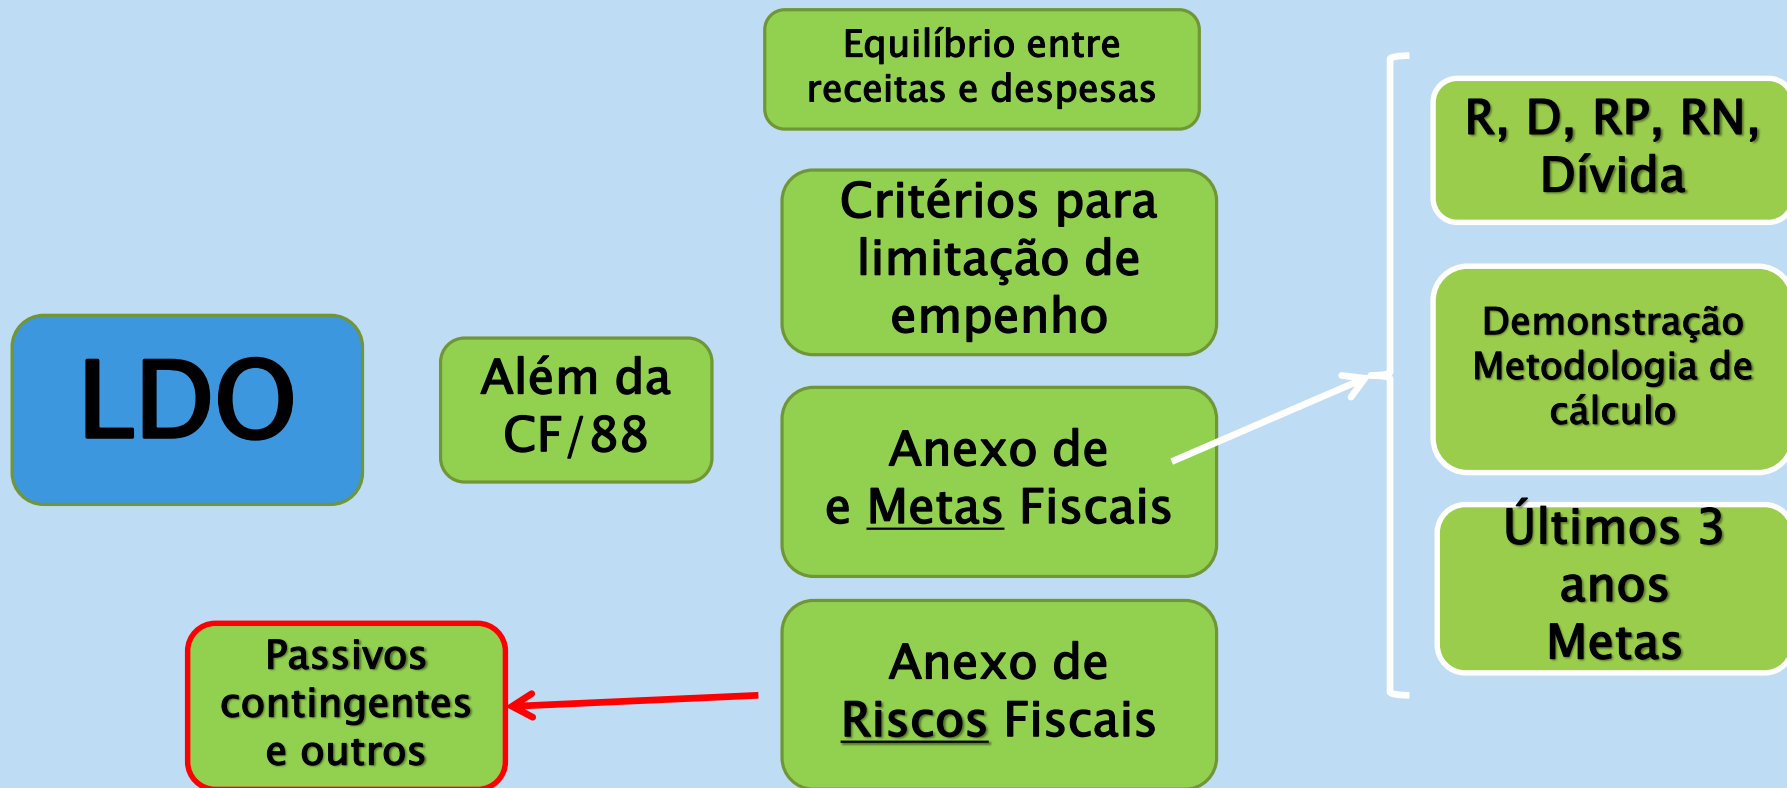 LDO
Além da
CF/88
Equilíbrio entre
receitas e despesas
Critérios para
limitação de
empenho
Anexo de
e Metas Fiscais
Anexo de
Riscos Fiscais
Passivos
contingentes
e outros
R, D, RP, RN,
Dívida
Demonstração
Metodologia de
cálculo
Últimos 3
anos
Metas